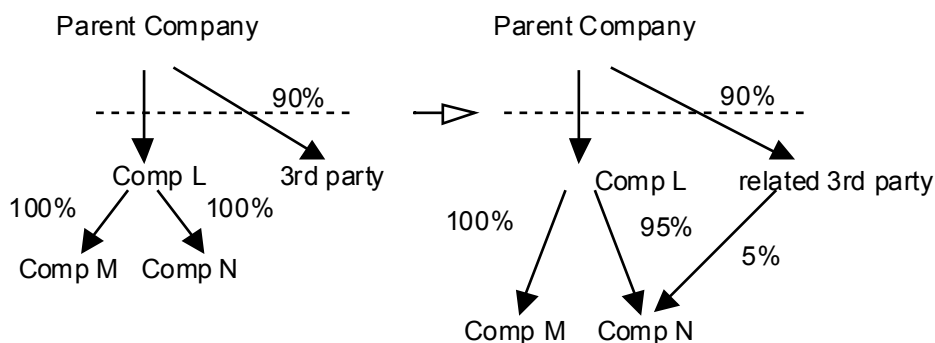 Parent Company
90%
Comp L
3rd party
100%
100%
Comp M
Comp N
Parent Company
90%
Comp L
related 3rd party
100%
95%
5%
Comp M
Comp N